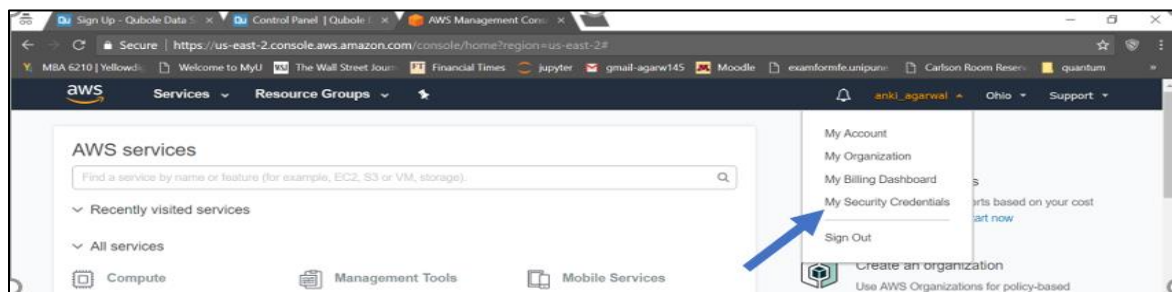 Sign Up - Qubole Data S
Control Panel | Qubole
AWS Management Cons
Secure | https://us-east-2.console.aws.amazon.com/console/home?region=us-east-2#
MBA 6210 | Yellowdi
Welcome to MyU
The Wall Street Journ
Financial Times
jupyter
gmail-agarw145
Moodle
examformfe.unipune
Carlson Room Reserv
quantum
»
aws
Services
Resource Groups
anki_agarwal
Ohio
Support
AWS services
Find a service by name or feature (for example, EC2, S3 or VM, storage).
Recently visited services
All services
Compute
Management Tools
Mobile Services
My Account
My Organization
My Billing Dashboard
My Security Credentials
Sign Out
s
rts based on your cost
art now
Create an organization
Use AWS Organizations for policy-based